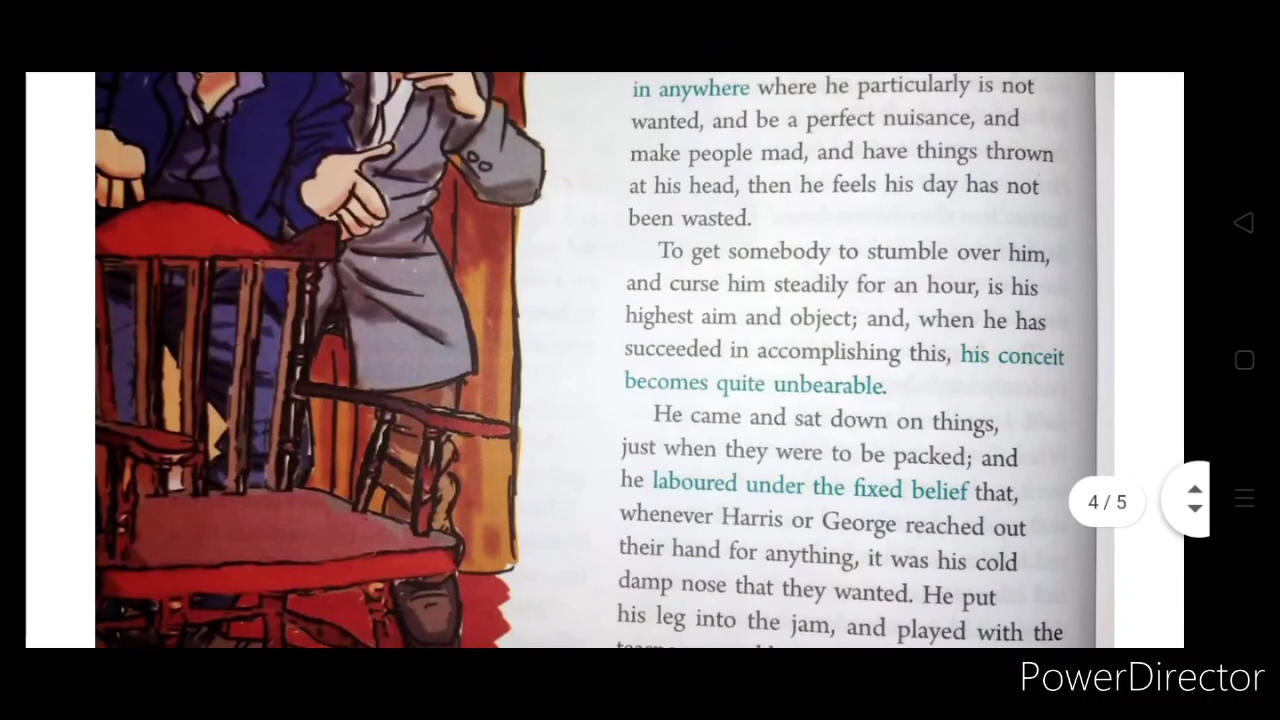 in anywhere where he particularly is not
wanted, and be a perfect nuisance, and
make people mad, and have things thrown
at his head, then he feels his day has not
been wasted.
To get somebody to stumble over him,
and curse him steadily for an hour, is his
highest aim and object; and, when he has
succeeded in accomplishing this, his conceit
becomes quite unbearable.
He came and sat down on things,
just when they were to be packed; and
he laboured under the fixed belief that,
whenever Harris or George reached out
their hand for anything, it was his cold
damp nose that they wanted. He put
his leg into the jam, and played with the
4 / 5
PowerDirector